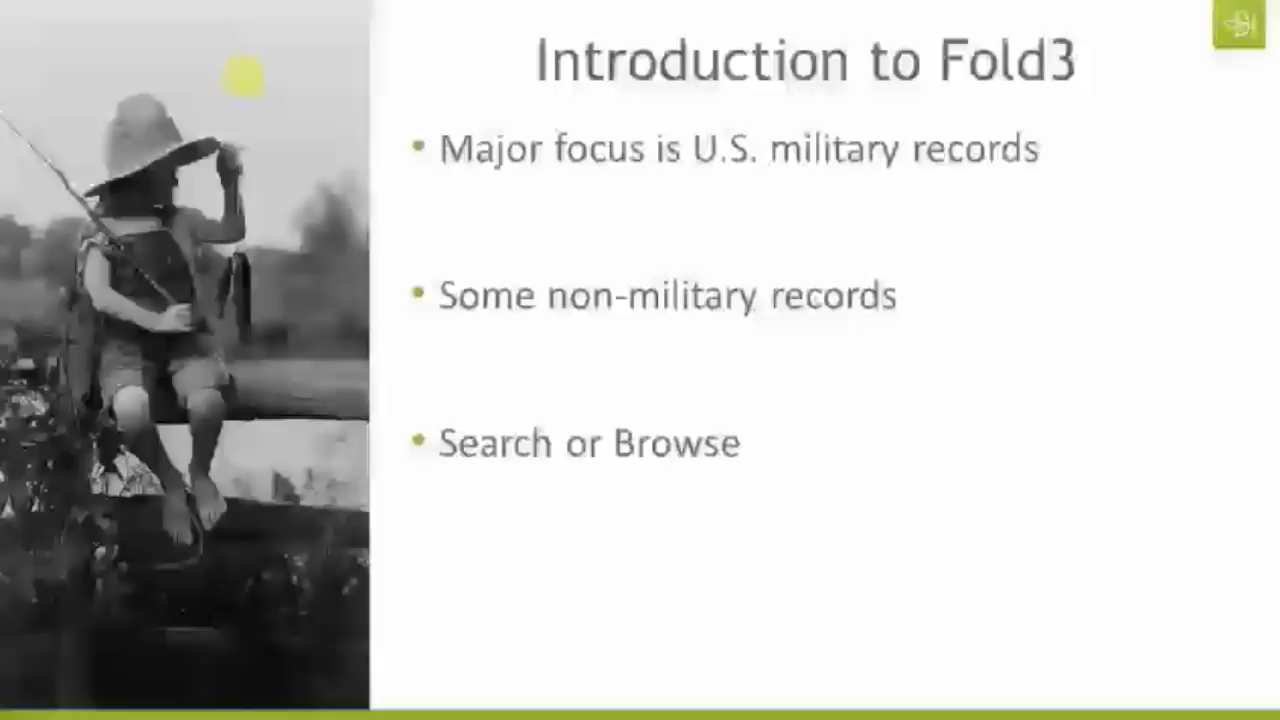 Introduction to Fold3
• Major focus is U.S. military records
• Some non-military records
• Search or Browse